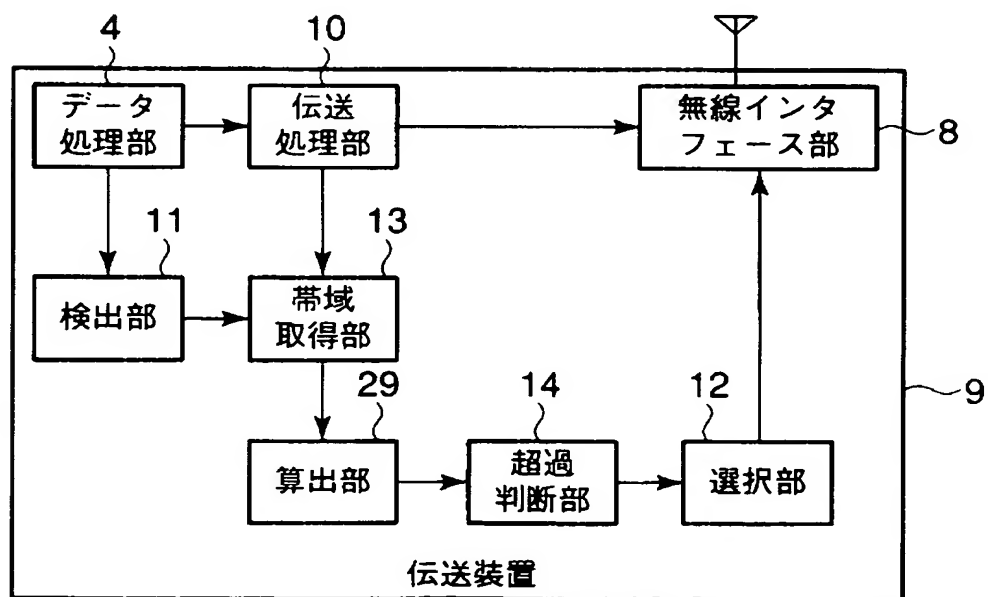 4
10
データ
処理部
伝送
処理部
無線インタ
フェース部
8
11
13
検出部
帯域
取得部
29
14
12
9
算出部
超過
判断部
選択部
伝送装置